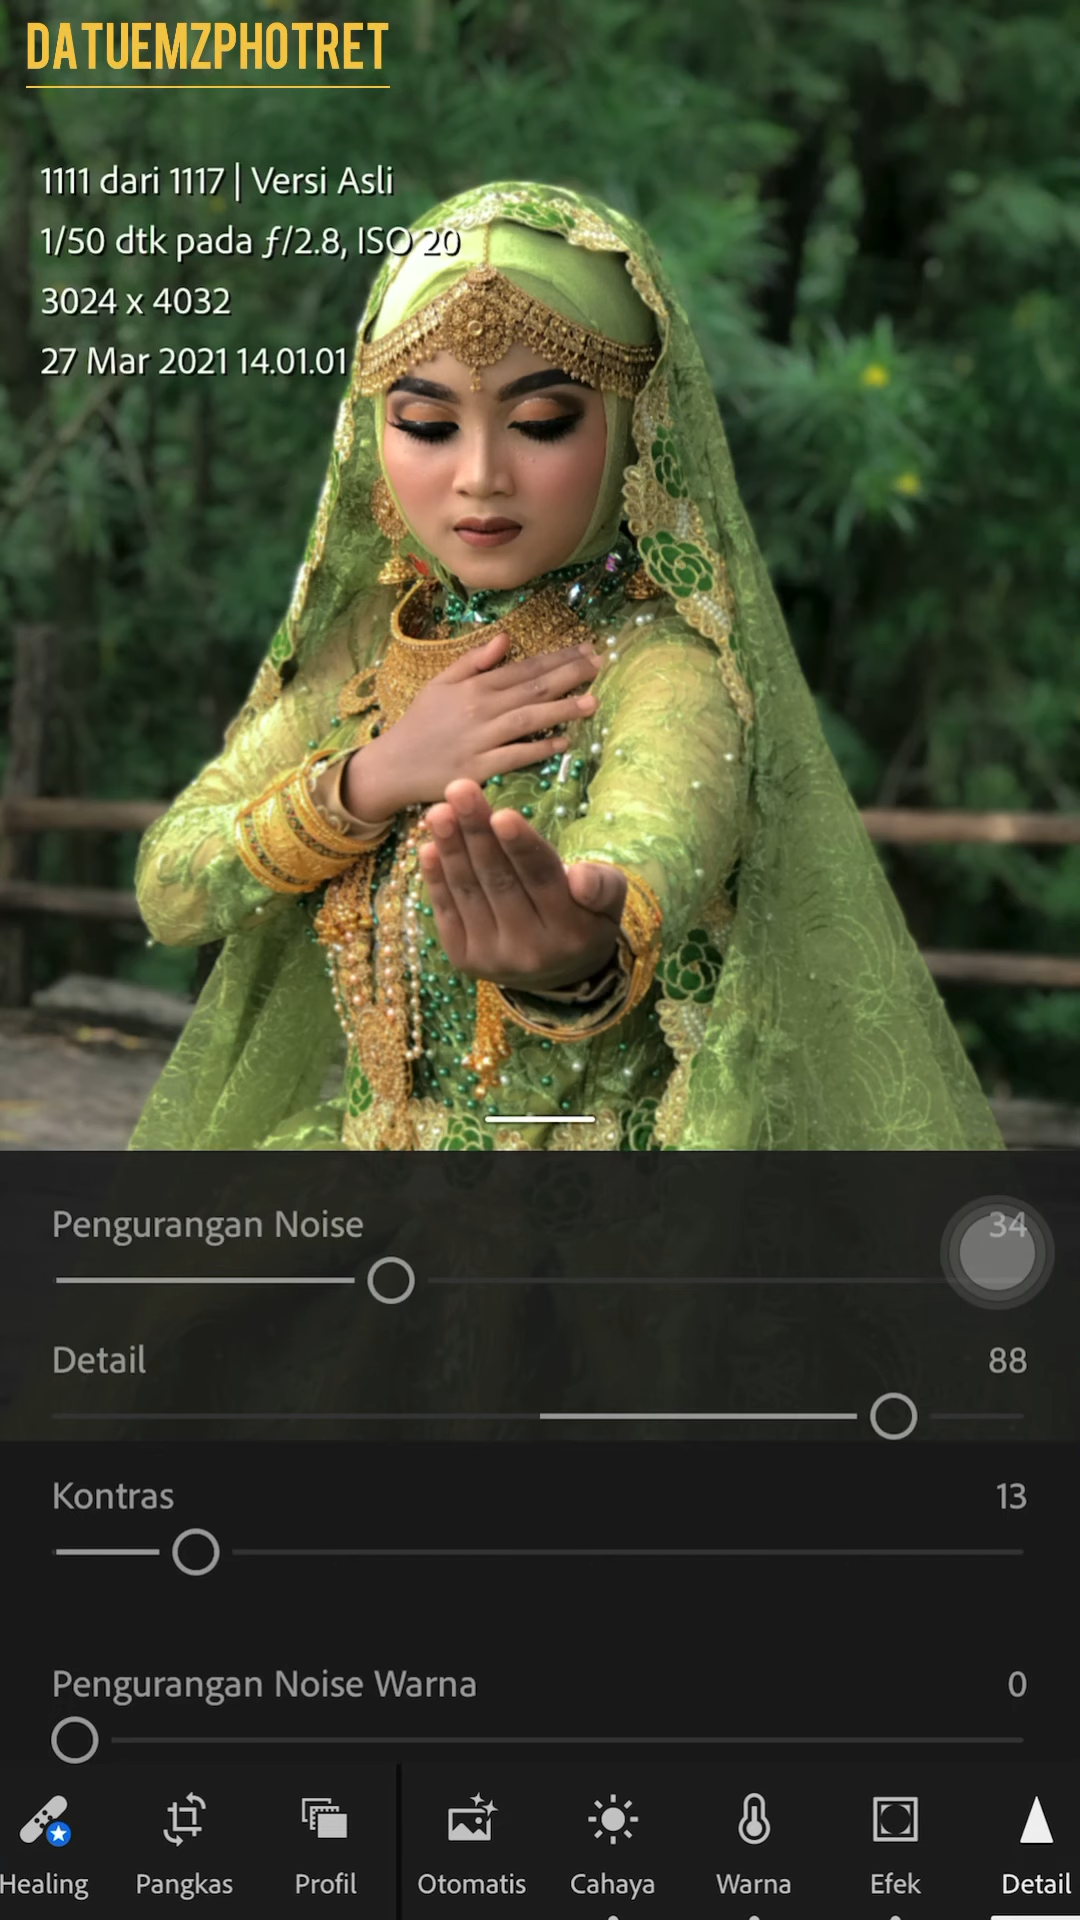 DATUEMZPHOTRET
1111 dari 1117 | Versi Asli
1/50 dtk pada ƒ/2.8, ISO 20
3024 x 4032
27 Mar 2021 14.01.01
Pengurangan Noise 34
Detail 88
Kontras 13
Pengurangan Noise Warna 0
Healing Pangkas Profil Otomatis Cahaya Warna Efek Detail